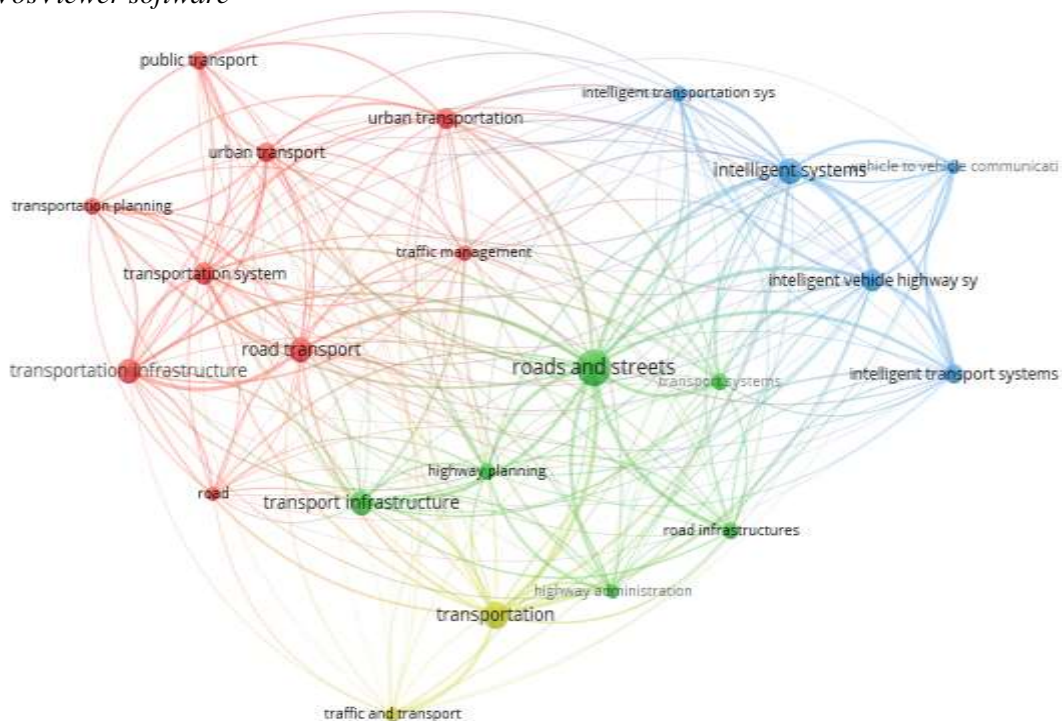 VosViewer software
public transport
intelligent transportation sys
urban transportation
urban transport
intelligent systems
vehicle to vehicle communicati
transportation planning
traffic management
transportation system
intelligent vehicle highway sy
road transport
transportation infrastructure
roads and streets
transport systems
intelligent transport systems
highway planning
road
transport infrastructure
road infrastructures
highway administration
transportation
traffic and transport